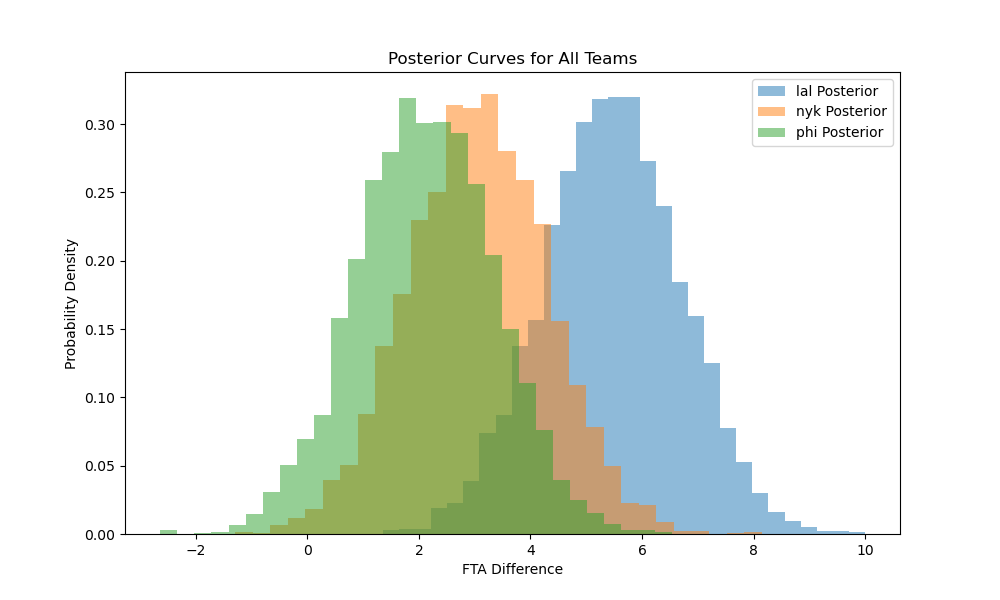 Posterior Curves for All Teams
lal Posterior
nyk Posterior
phi Posterior
Probability Density
0.30
0.25
0.20
0.15
0.10
0.05
0.00
−2
0
2
4
6
8
10
FTA Difference